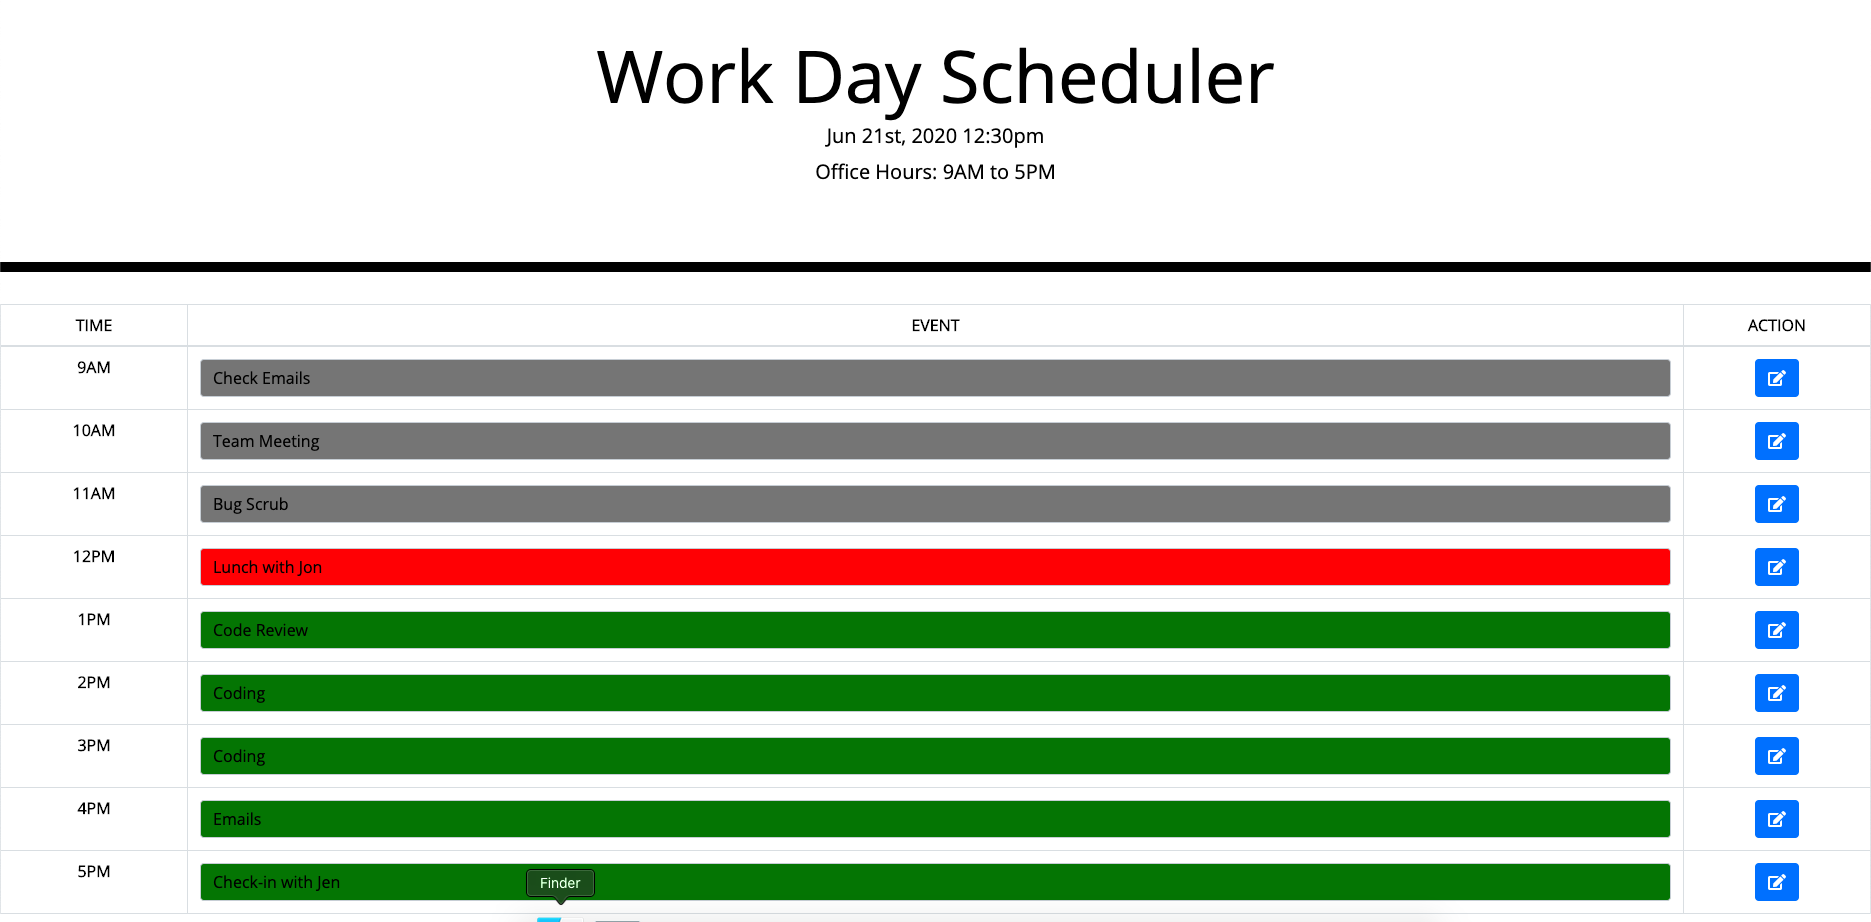 Work Day Scheduler
Jun 21st, 2020 12:30pm
Office Hours: 9AM to 5PM
TIME EVENT ACTION
9AM Check Emails
10AM Team Meeting
11AM Bug Scrub
12PM Lunch with Jon
1PM Code Review
2PM Coding
3PM Coding
4PM Emails
5PM Check-in with Jen
Finder